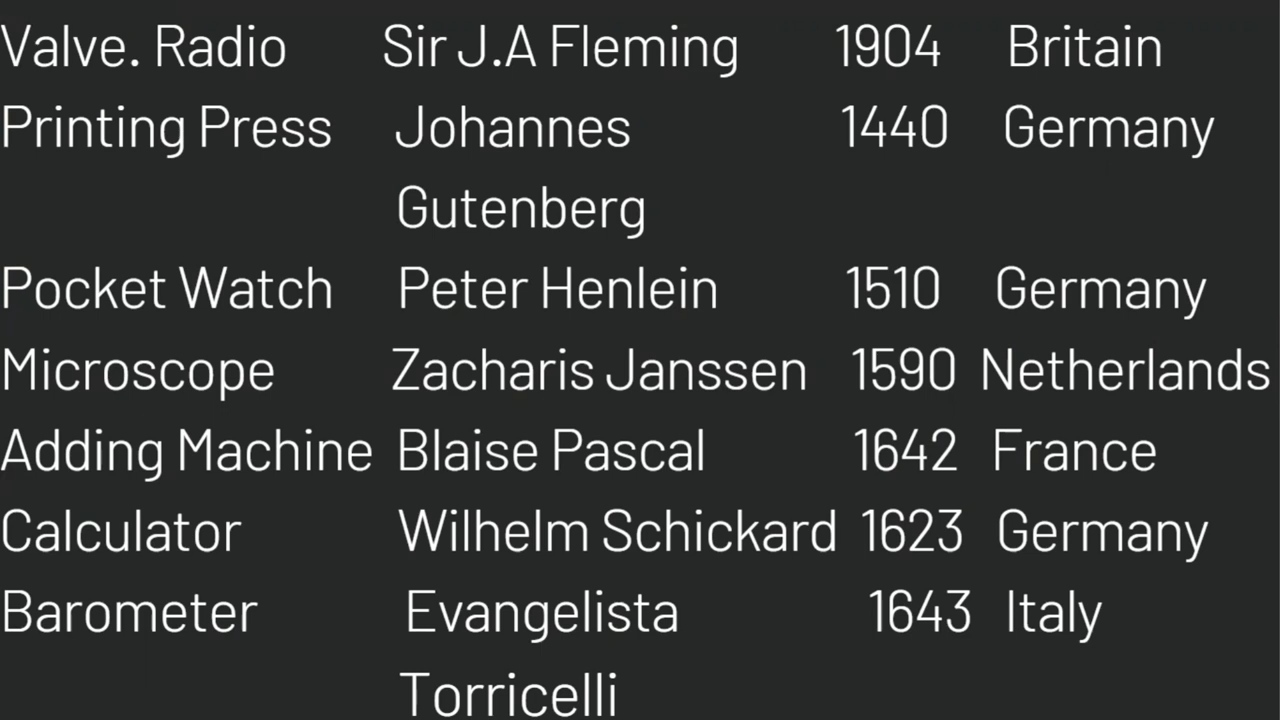 Valve. Radio Sir J.A Fleming 1904 Britain
Printing Press Johannes 1440 Germany
Gutenberg
Pocket Watch Peter Henlein 1510 Germany
Microscope Zacharis Janssen 1590 Netherlands
Adding Machine Blaise Pascal 1642 France
Calculator Wilhelm Schickard 1623 Germany
Barometer Evangelista 1643 Italy
Torricelli